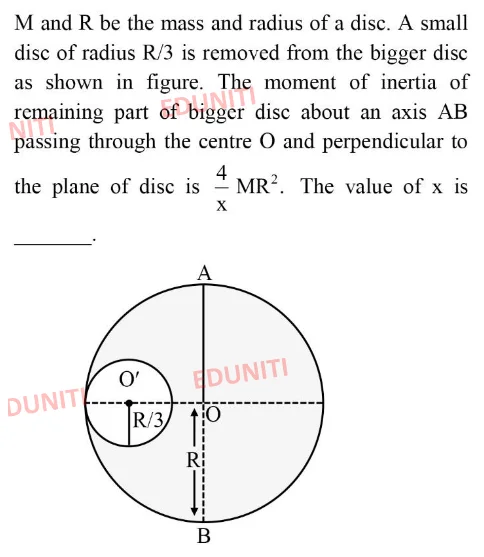 M and R be the mass and radius of a disc. A small
disc of radius R/3 is removed from the bigger disc
as shown in figure. The moment of inertia of
remaining part of bigger disc about an axis AB
passing through the centre O and perpendicular to
the plane of disc is 4/x MR². The value of x is
________.
EDUNITI
NITI
A
O′
EDUNITI
DUNITI
R/3
O
R
B